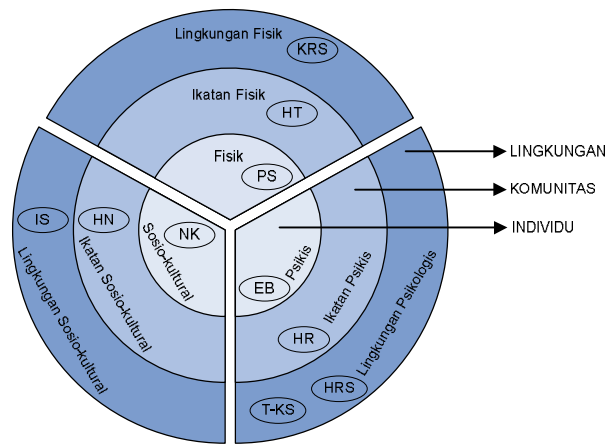 Lingkungan Fisik
KRS
Ikatan Fisik
HT
Fisik
PS
LINGKUNGAN
KOMUNITAS
INDIVIDU
IS
HN
NK
Sosio-kultural
Ikatan Sosio-kultural
Lingkungan Sosio-kultural
Psikis
EB
Ikatan Psikis
HR
Lingkungan Psikologis
HRS
T-KS